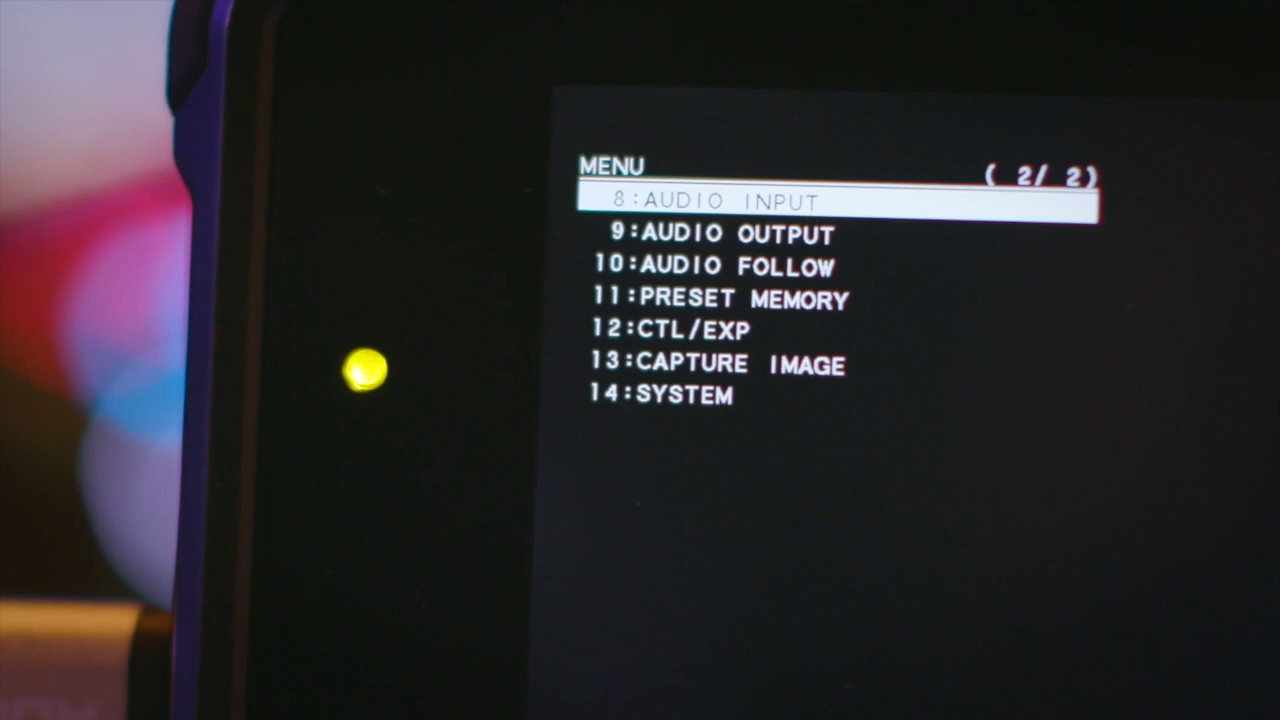 MENU ( 2/ 2)
8:AUDIO INPUT
9:AUDIO OUTPUT
10:AUDIO FOLLOW
11:PRESET MEMORY
12:CTL/EXP
13:CAPTURE IMAGE
14:SYSTEM